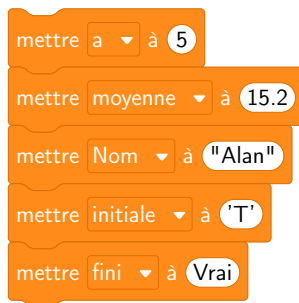 mettre a à 5
mettre moyenne à 15.2
mettre Nom à "Alan"
mettre initiale à 'T'
mettre fini à Vrai